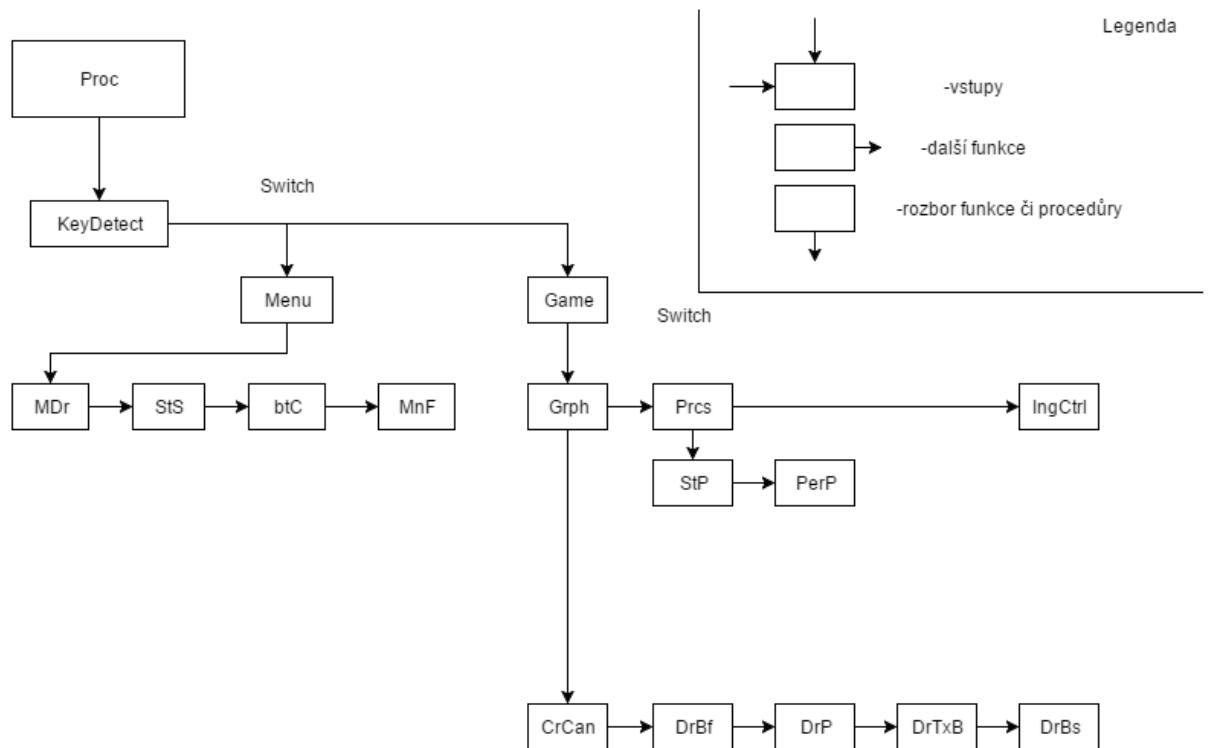 Legenda
Proc
-vstupy
-další funkce
Switch
KeyDetect
-rozbor funkce či procedůry
Menu
Game
Switch
MDr
StS
btC
MnF
Grph
Prcs
IngCtrl
StP
PerP
CrCan
DrBf
DrP
DrTxB
DrBs